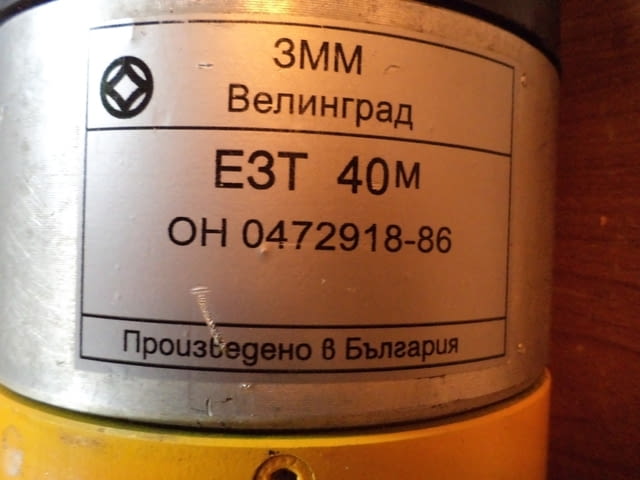 ЗММ
Велинград
ЕЗТ 40М
ОН 0472918-86
Произведено в България